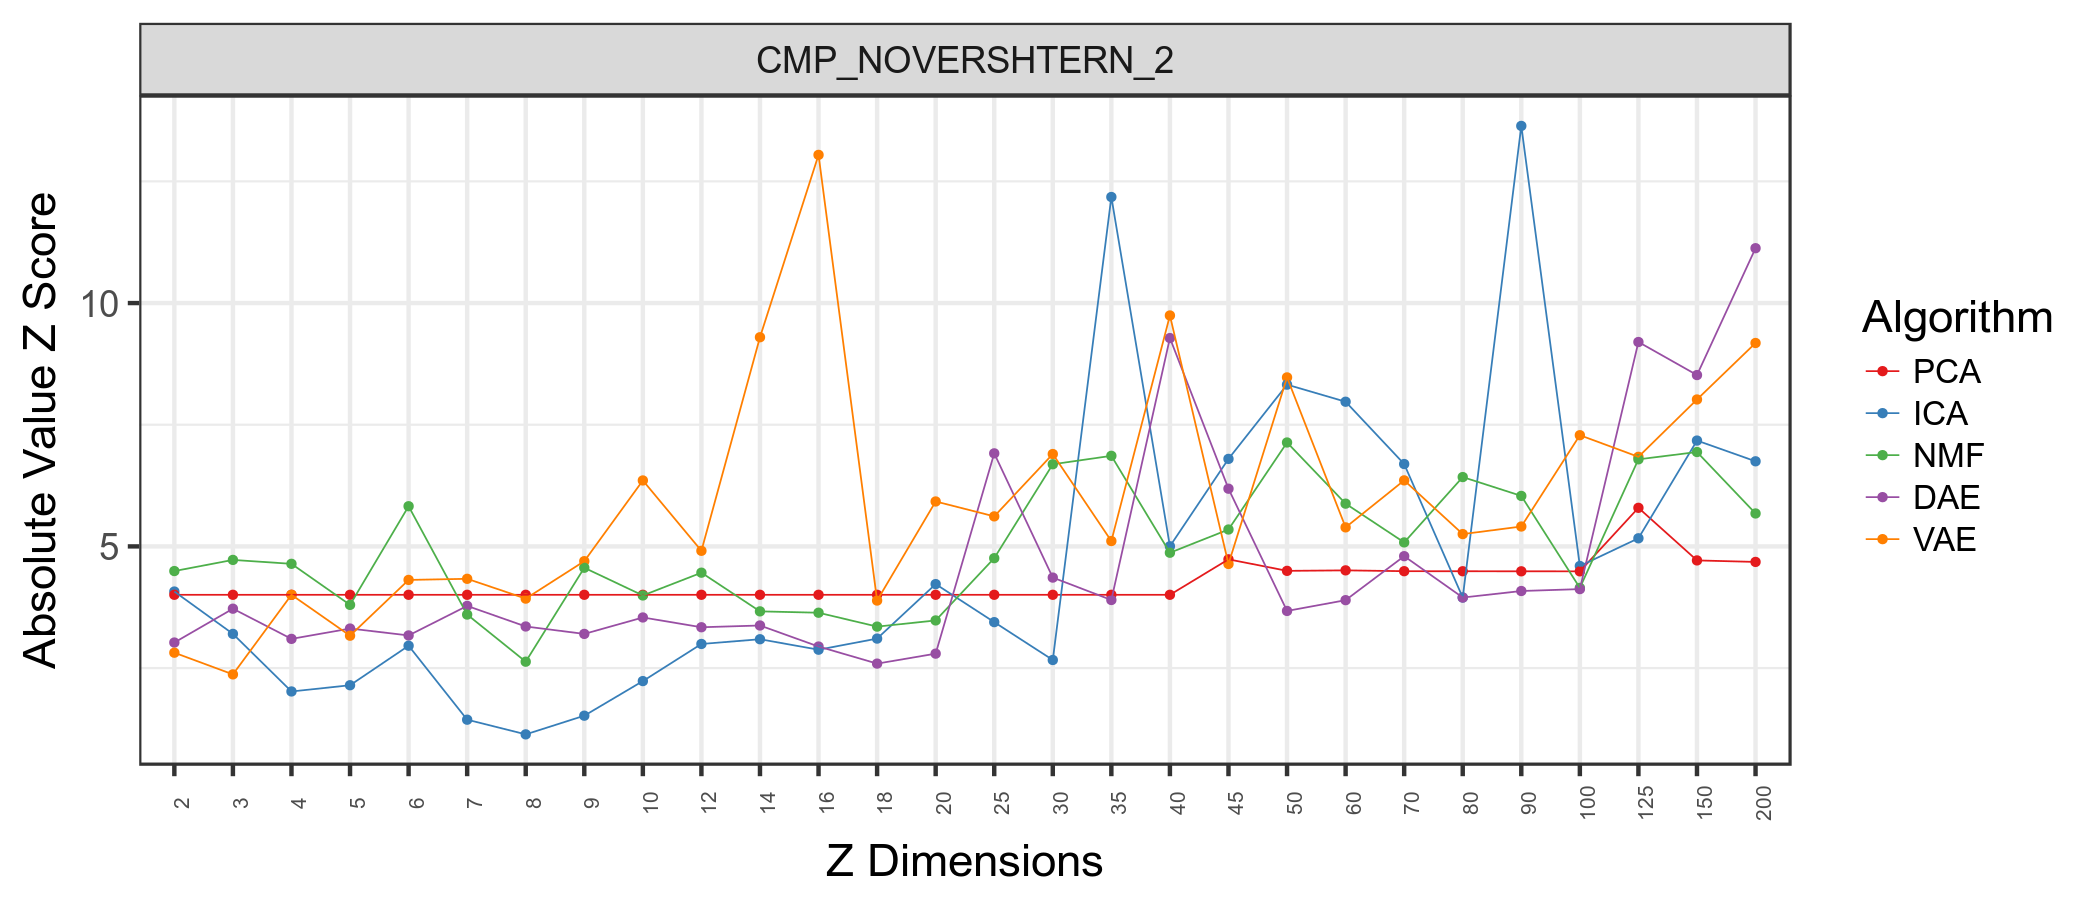 CMP_NOVERSHTERN_2
Absolute Value Z Score
10
5
2 3 4 5 6 7 8 9 10 12 14 16 18 20 25 30 35 40 45 50 60 70 80 90 100 125 150 200
Z Dimensions
Algorithm
PCA
ICA
NMF
DAE
VAE